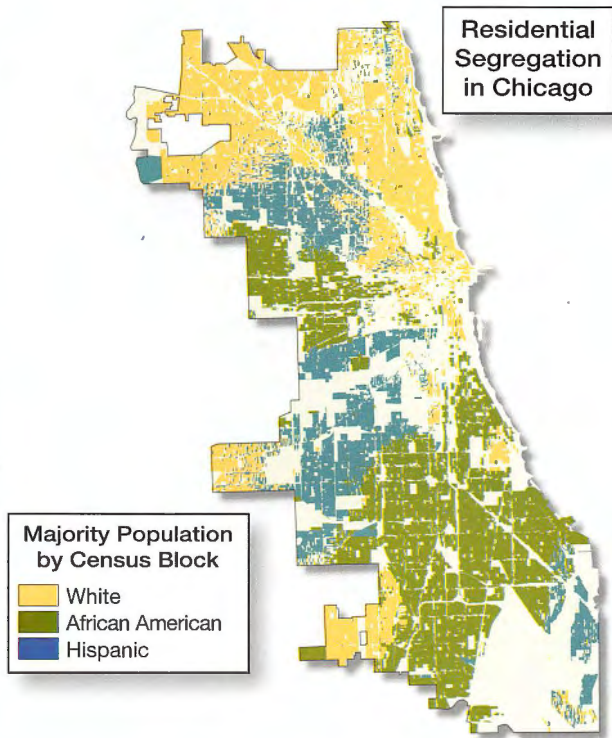 Residential
Segregation
in Chicago
Majority Population
by Census Block
White
African American
Hispanic